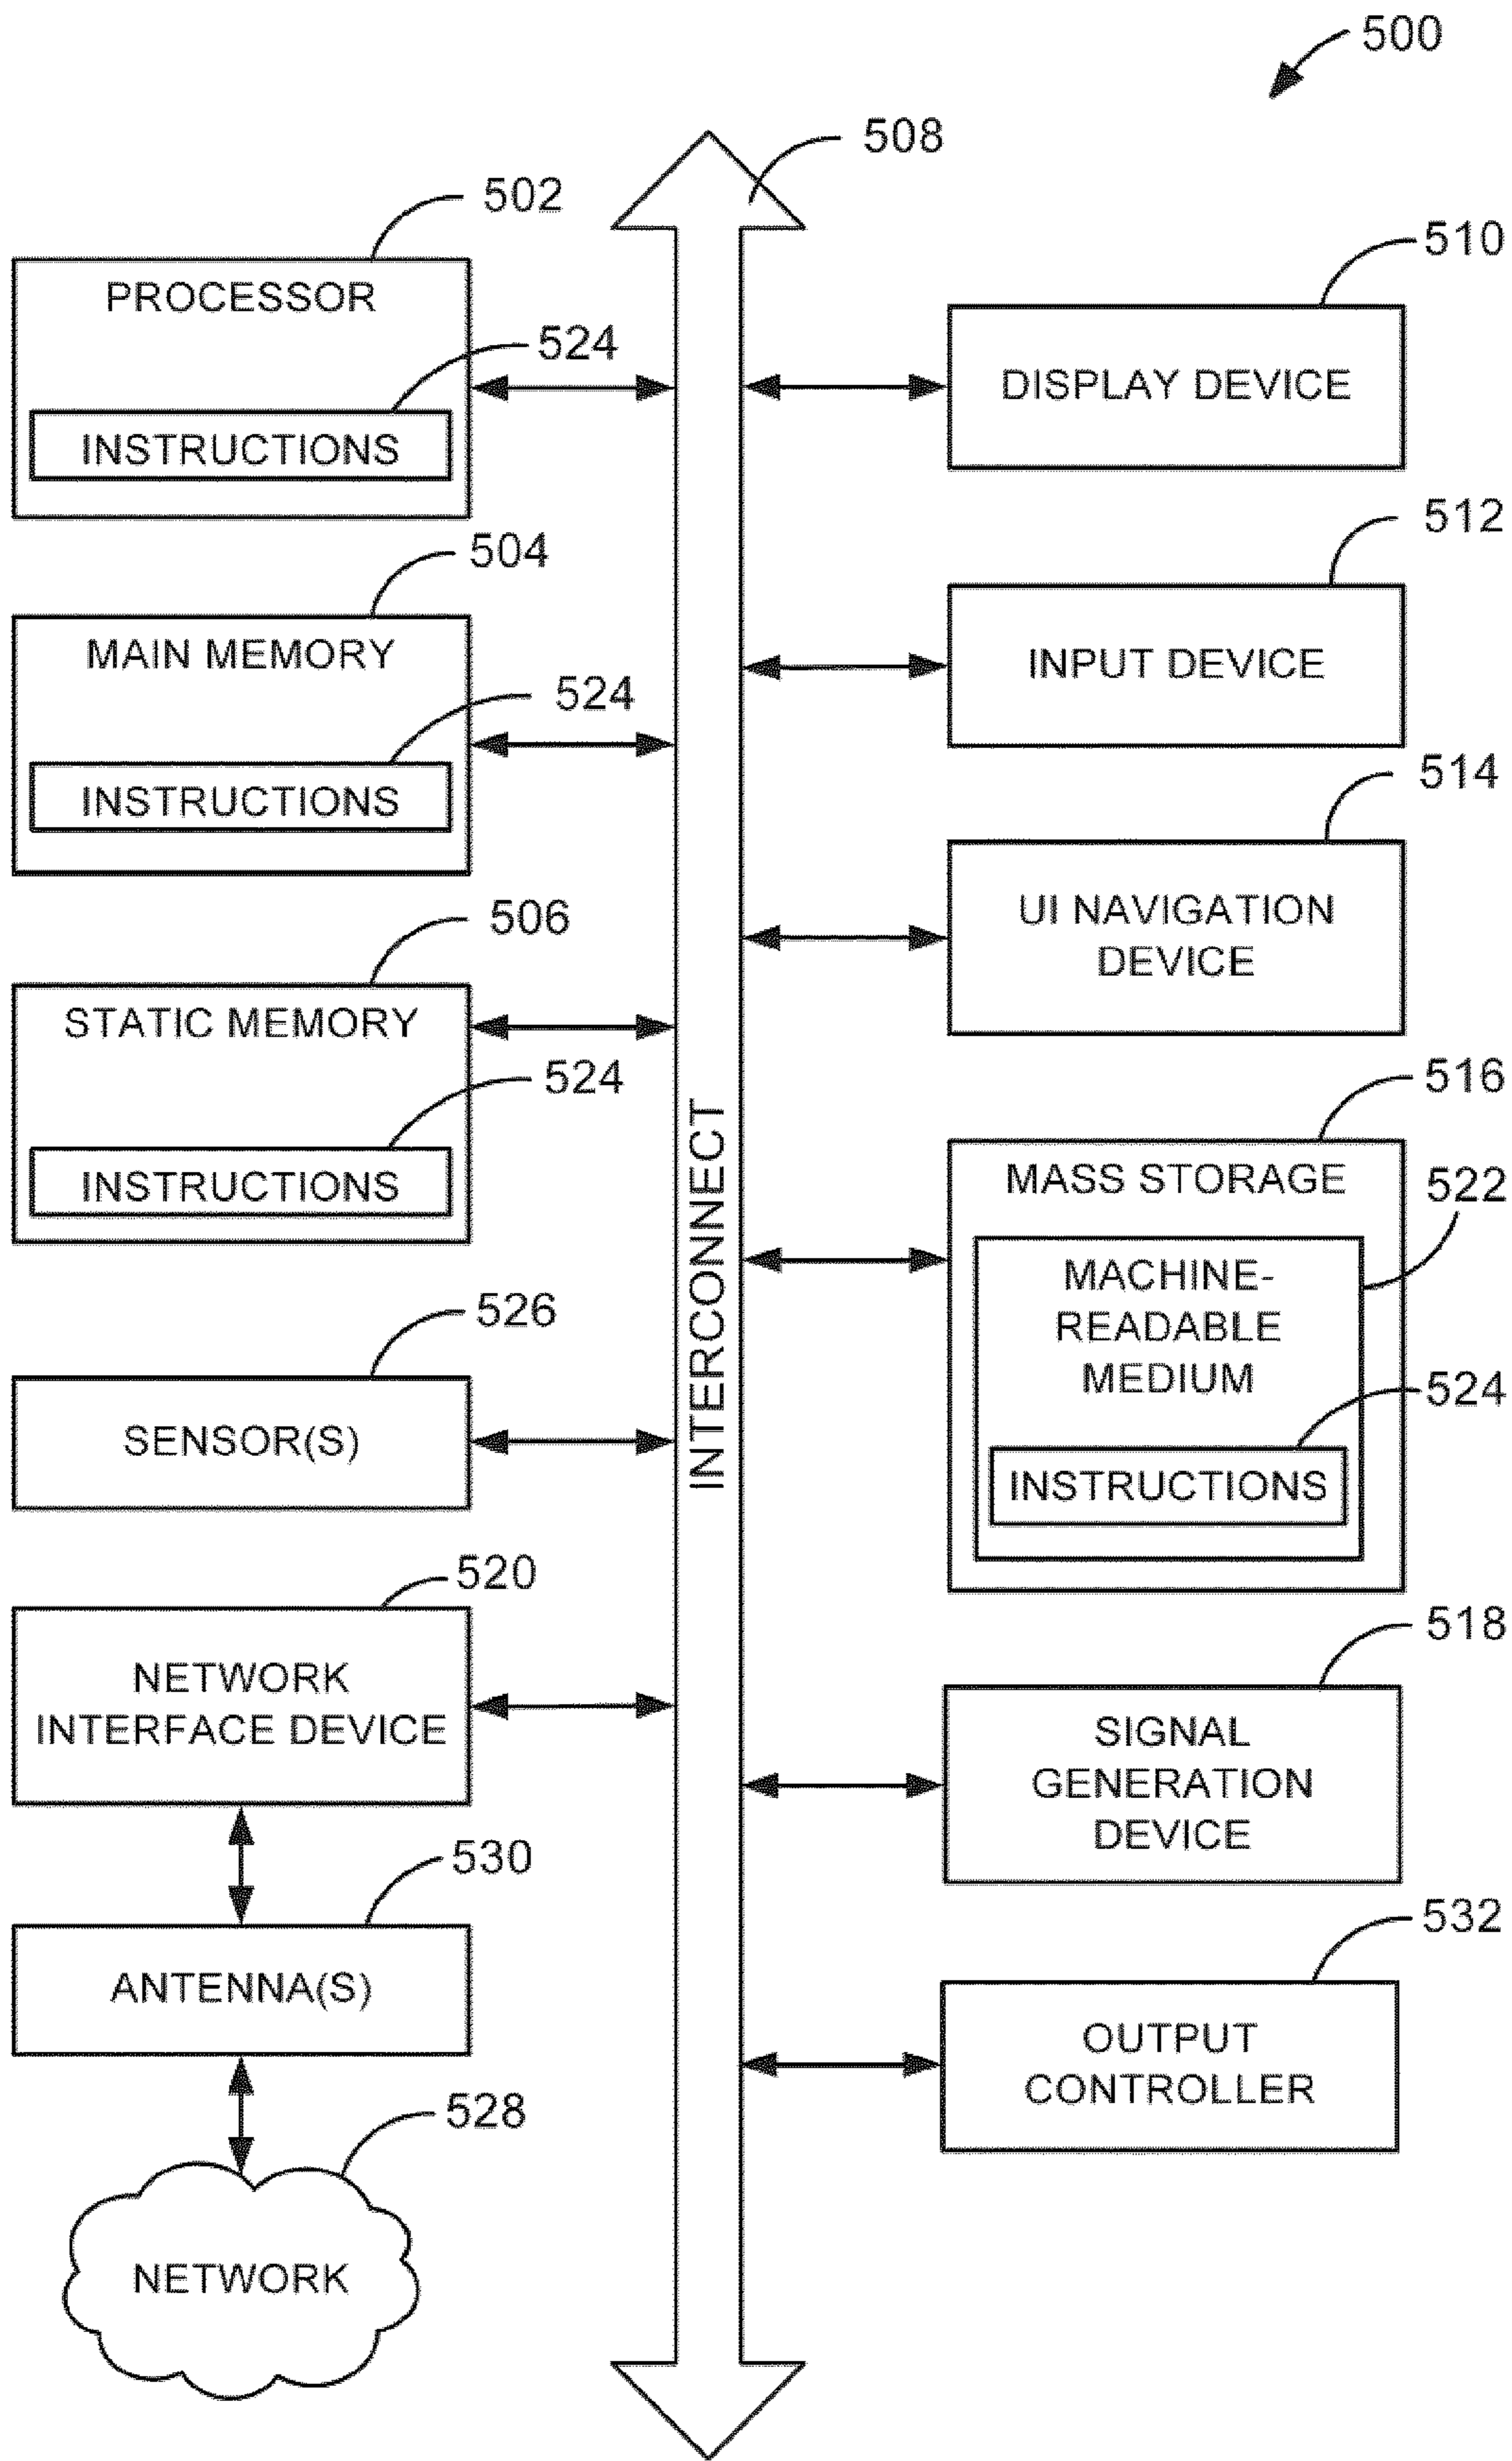 500
508
502
PROCESSOR
524
INSTRUCTIONS
504
MAIN MEMORY
524
INSTRUCTIONS
506
STATIC MEMORY
524
INSTRUCTIONS
526
SENSOR(S)
520
NETWORK
INTERFACE DEVICE
530
ANTENNA(S)
528
NETWORK
INTERCONNECT
510
DISPLAY DEVICE
512
INPUT DEVICE
514
UI NAVIGATION
DEVICE
516
MASS STORAGE
522
MACHINE-
READABLE
MEDIUM
524
INSTRUCTIONS
518
SIGNAL
GENERATION
DEVICE
532
OUTPUT
CONTROLLER